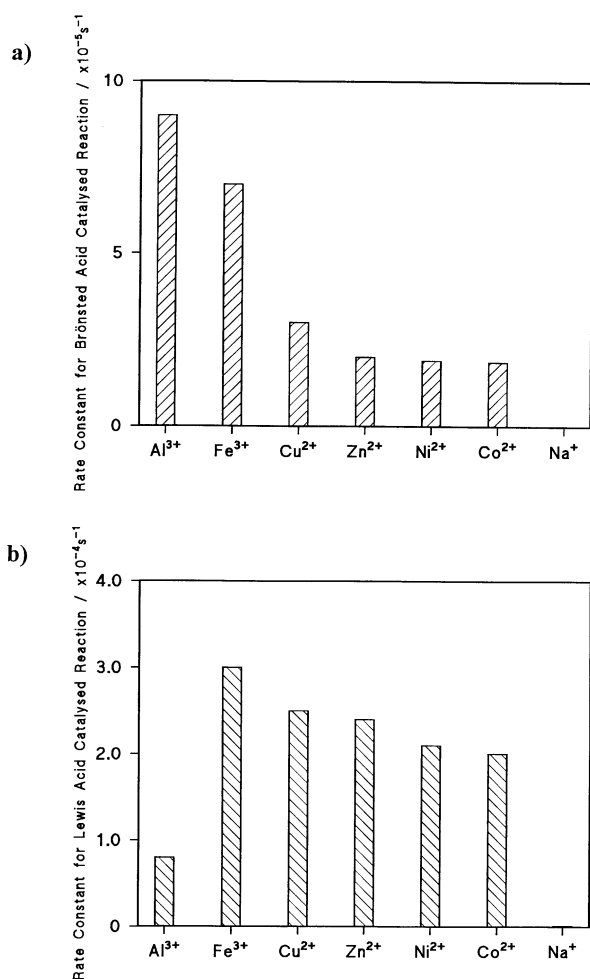 a)
Rate Constant for Brönsted Acid Catalysed Reaction / x10⁻⁵s⁻¹
10
5
0
Al³⁺ Fe³⁺ Cu²⁺ Zn²⁺ Ni²⁺ Co²⁺ Na⁺
b)
Rate Constant for Lewis Acid Catalysed Reaction / x10⁻⁴s⁻¹
4.0
3.0
2.0
1.0
0
Al³⁺ Fe³⁺ Cu²⁺ Zn²⁺ Ni²⁺ Co²⁺ Na⁺